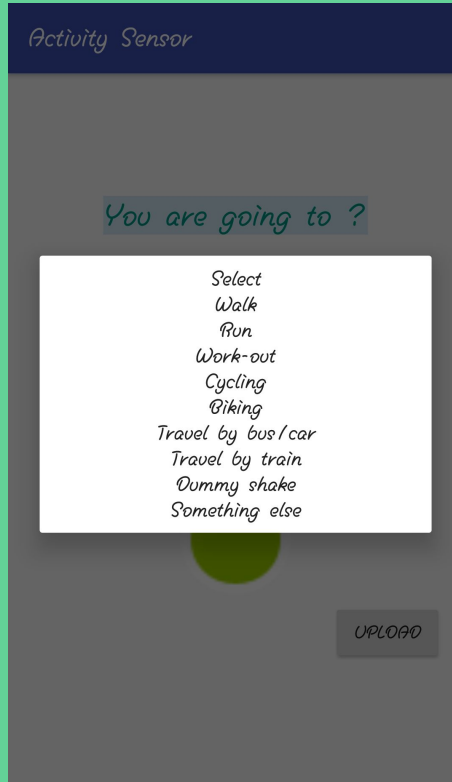 Activity Sensor
You are going to ?
Select
Walk
Run
Work-out
Cycling
Biking
Travel by bus/car
Travel by train
Dummy shake
Something else
UPLOAD